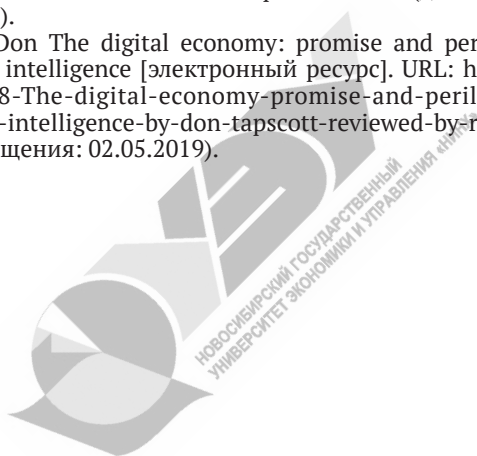 ).
Don The digital economy: promise and per
intelligence [электронный ресурс]. URL: h
8-The-digital-economy-promise-and-peril
-intelligence-by-don-tapscott-reviewed-by-r
щения: 02.05.2019).
НОВОСИБИРСКИЙ ГОСУДАРСТВЕННЫЙ
УНИВЕРСИТЕТ ЭКОНОМИКИ И УПРАВЛЕНИЯ «НИНХ»